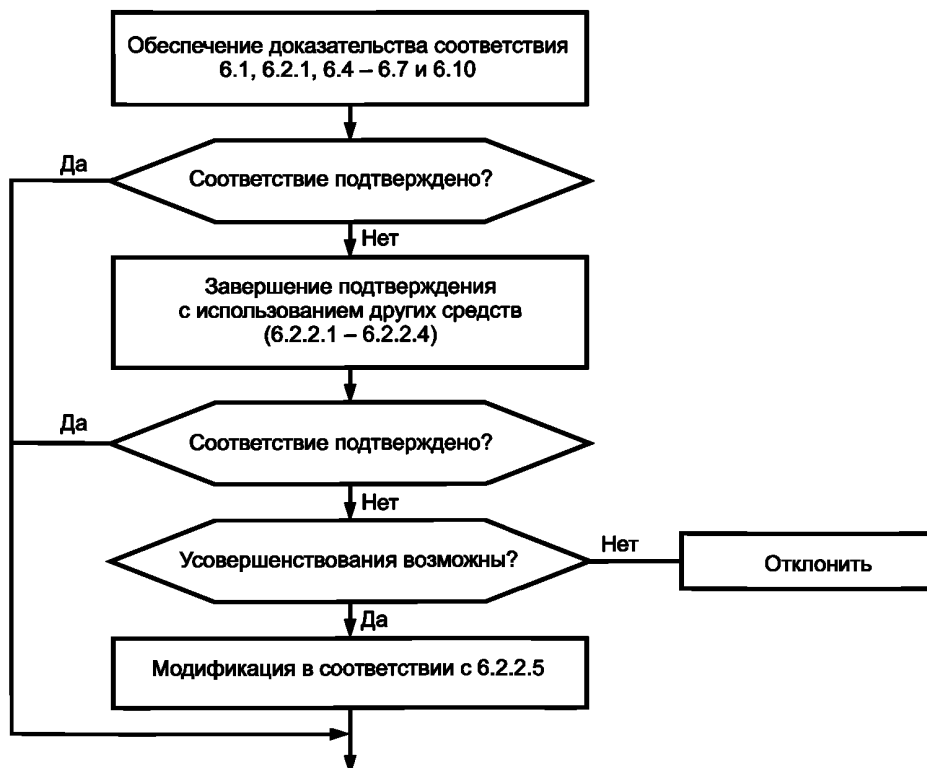 Обеспечение доказательства соответствия
6.1, 6.2.1, 6.4 – 6.7 и 6.10
Да
Соответствие подтверждено?
Нет
Завершение подтверждения
с использованием других средств
(6.2.2.1 – 6.2.2.4)
Да
Соответствие подтверждено?
Нет
Усовершенствования возможны?
Нет
Отклонить
Да
Модификация в соответствии с 6.2.2.5